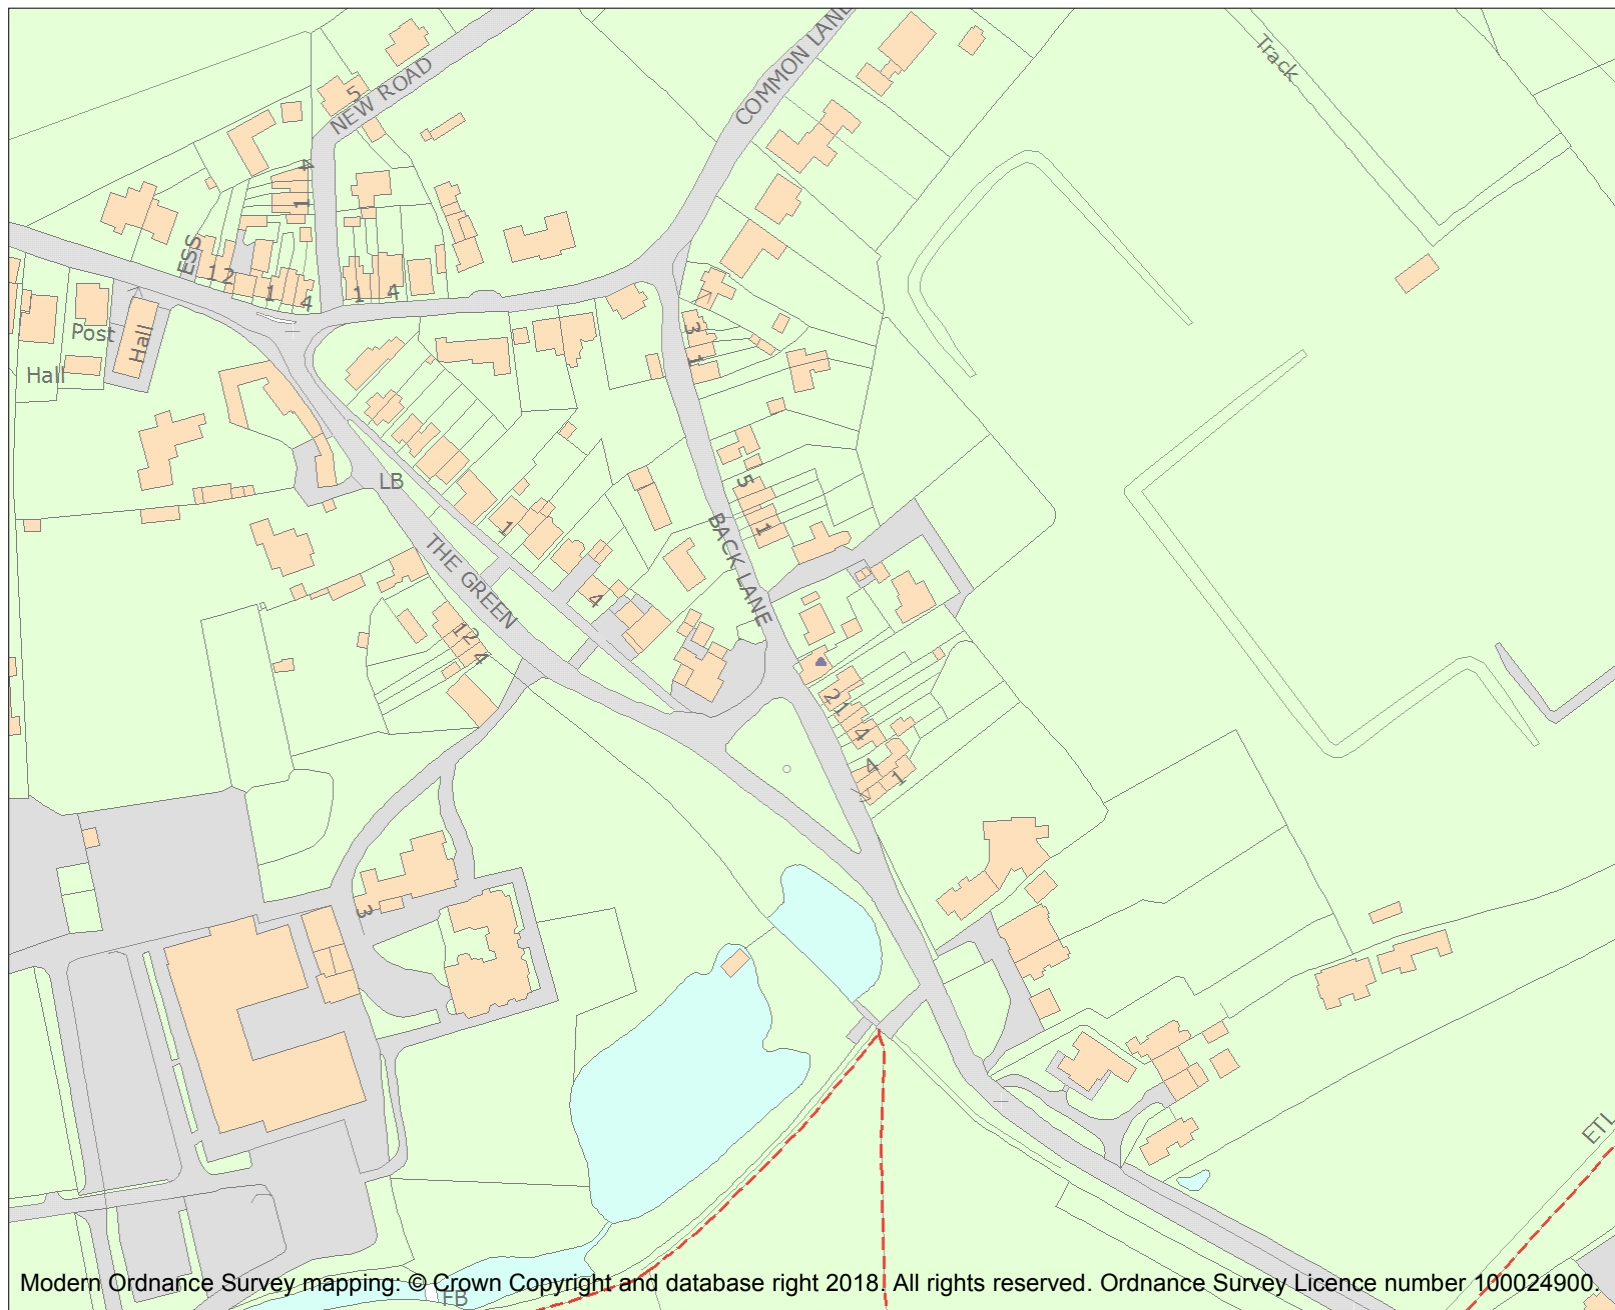 COMMON LANE
Track
NEW ROAD
5
4
1
ESS
12
1
4
1
4
Post
Hall
Hall
3
1
LB
5
1
BACK LANE
1
THE GREEN
4
12
4
2
1
4
4
1
3
ETL
FB
Modern Ordnance Survey mapping: © Crown Copyright and database right 2018. All rights reserved. Ordnance Survey Licence number 100024900.